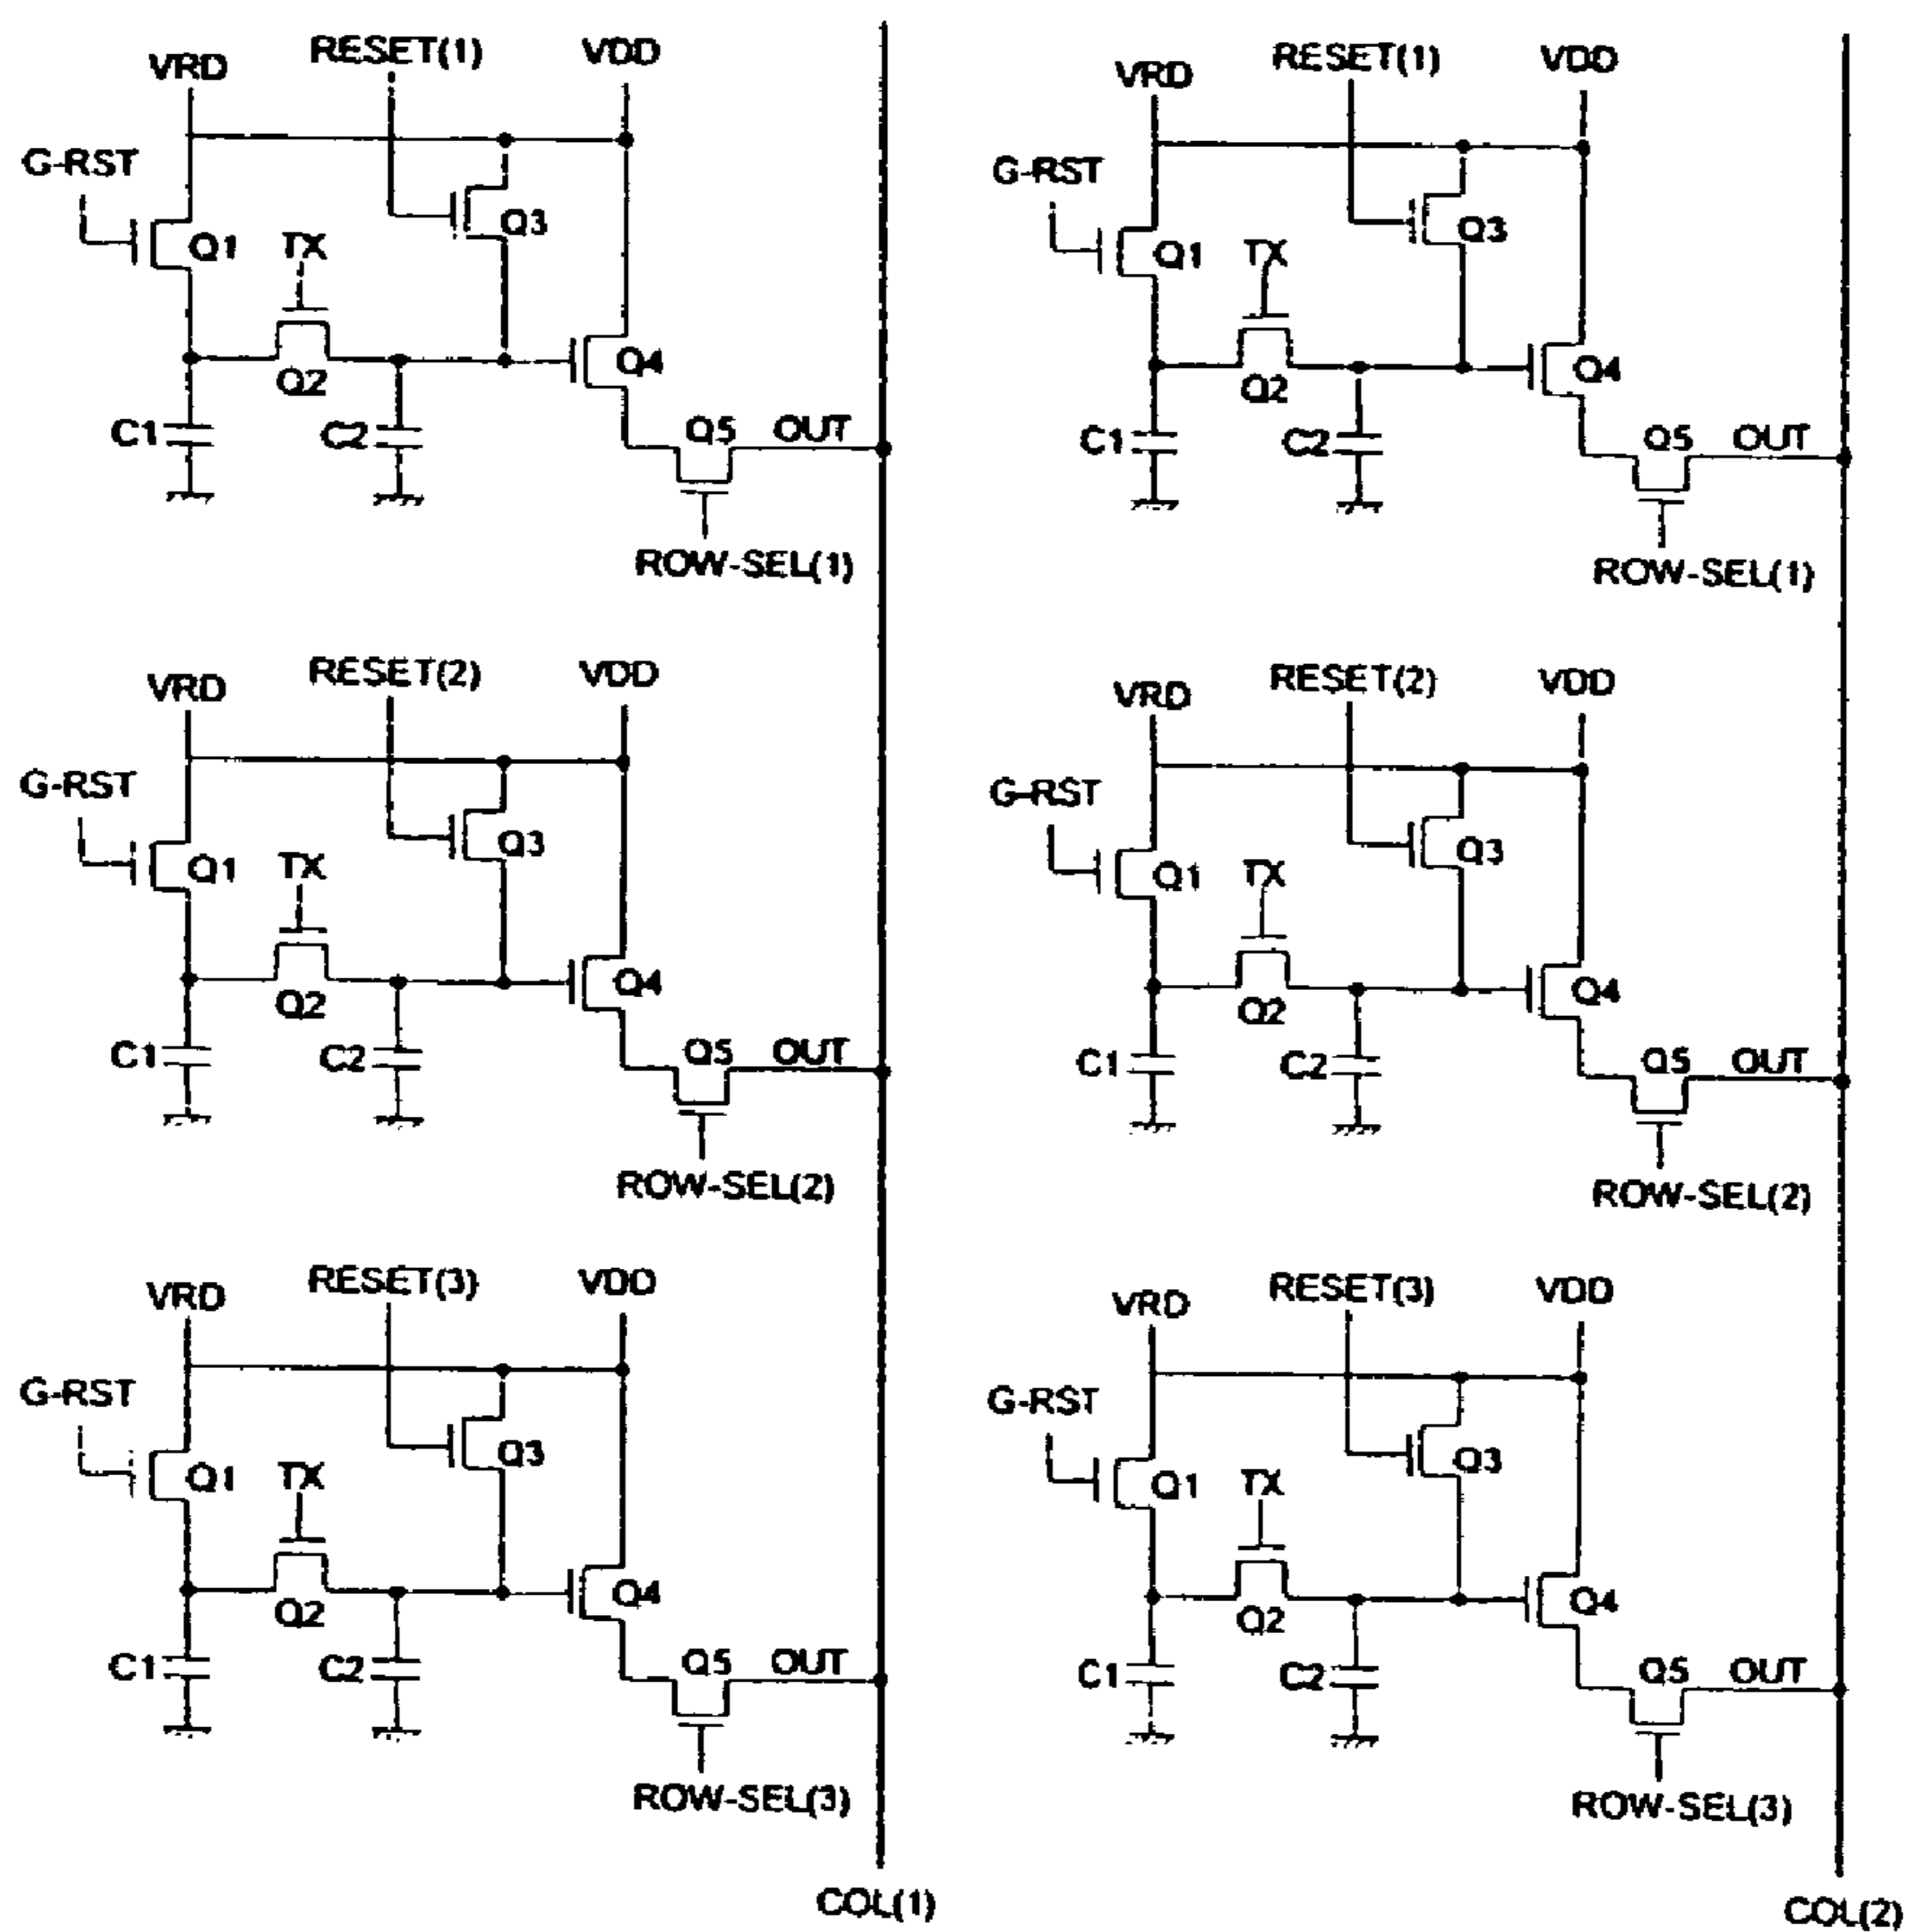 VRD RESET(1) VDD
G-RST
Q1 TX Q3
Q2 Q4
C1 C2 Q5 OUT
ROW-SEL(1)
VRD RESET(1) VDD
G-RST
Q1 TX Q3
Q2 Q4
C1 C2 Q5 OUT
ROW-SEL(1)
VRD RESET(2) VDD
G-RST
Q1 TX Q3
Q2 Q4
C1 C2 Q5 OUT
ROW-SEL(2)
VRD RESET(2) VDD
G-RST
Q1 TX Q3
Q2 Q4
C1 C2 Q5 OUT
ROW-SEL(2)
VRD RESET(3) VDD
G-RST
Q1 TX Q3
Q2 Q4
C1 C2 Q5 OUT
ROW-SEL(3)
VRD RESET(3) VDD
G-RST
Q1 TX Q3
Q2 Q4
C1 C2 Q5 OUT
ROW-SEL(3)
COL(1)
COL(2)